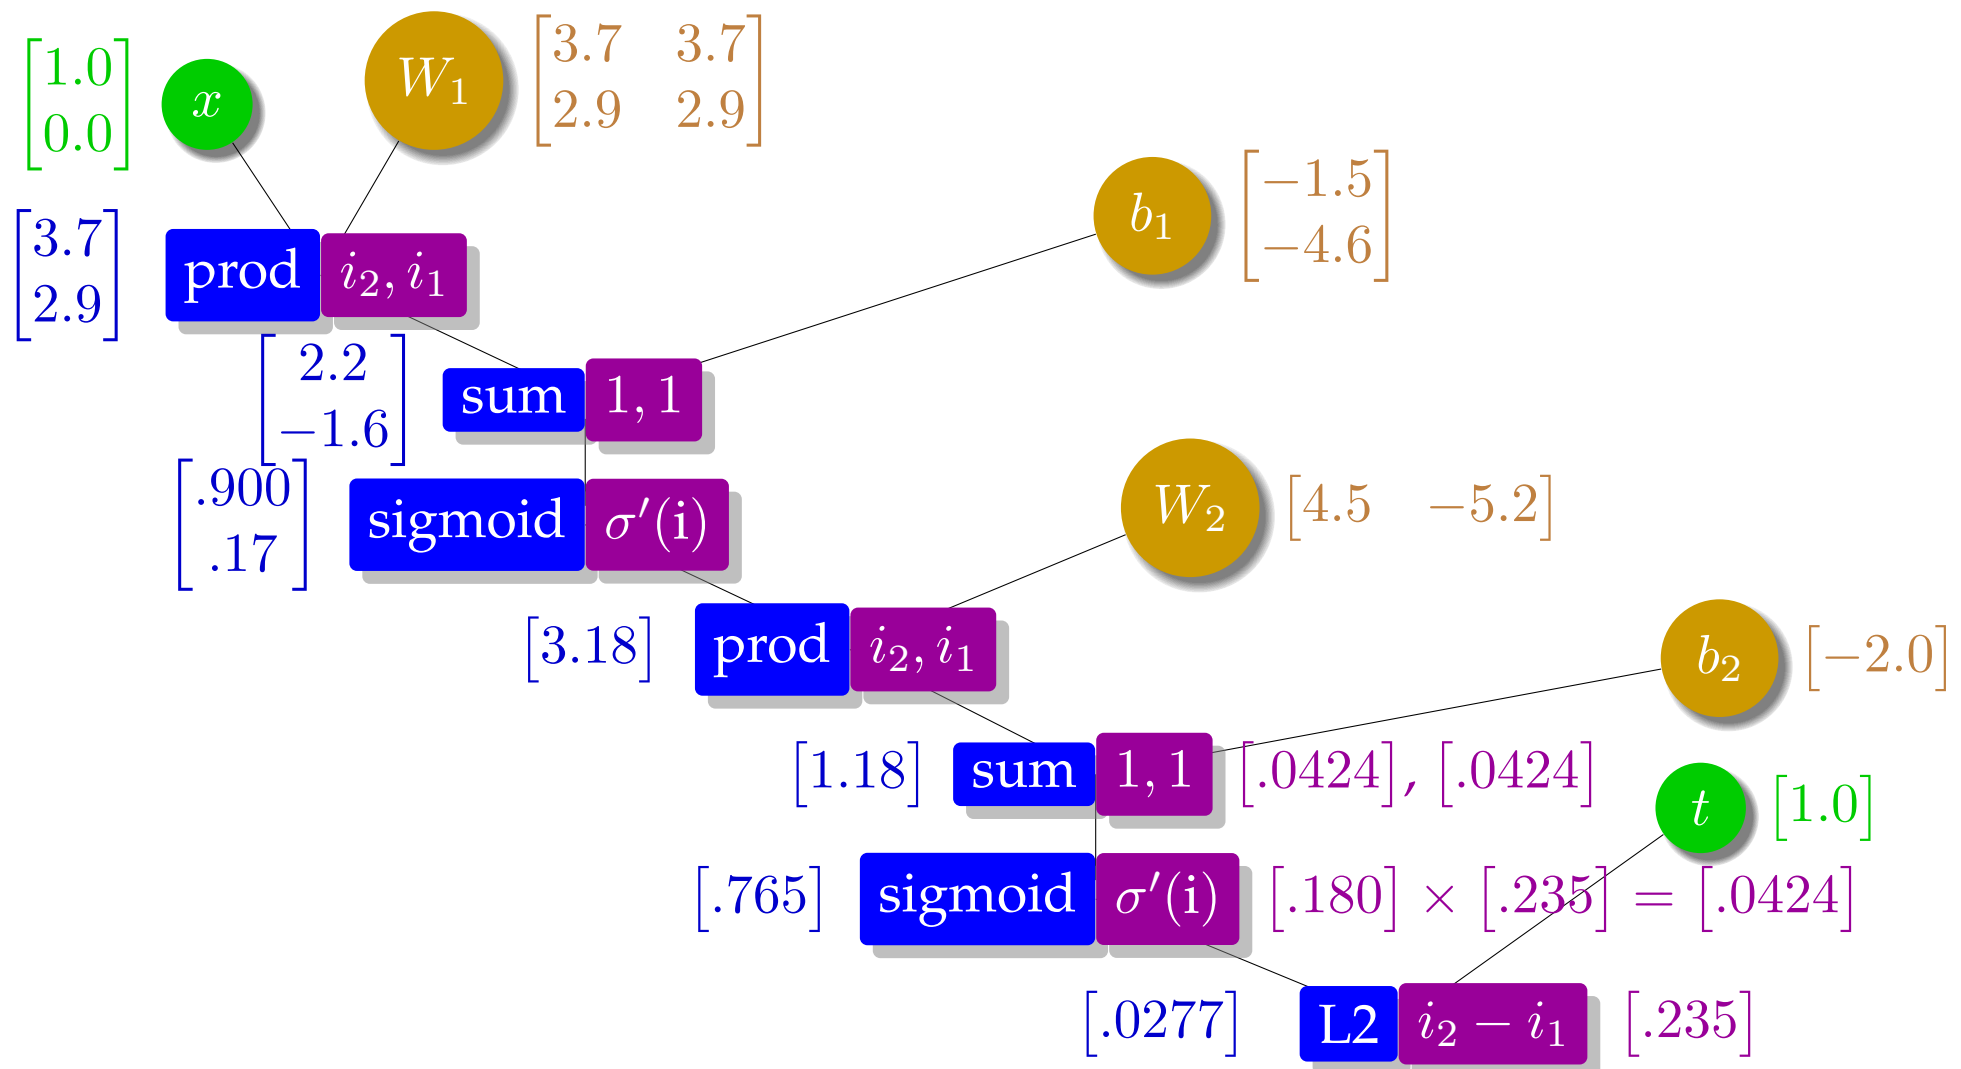 [1.0 0.0] x W₁ [3.7 3.7 2.9 2.9]
b₁ [−1.5 −4.6]
[3.7 2.9] prod i₂, i₁
[2.2 −1.6] sum 1, 1
[.900 .17] sigmoid σ′(i) W₂ [4.5 −5.2]
[3.18] prod i₂, i₁ b₂ [−2.0]
[1.18] sum 1, 1 [.0424], [.0424] t [1.0]
[.765] sigmoid σ′(i) [.180] × [.235] = [.0424]
[.0277] L2 i₂ − i₁ [.235]